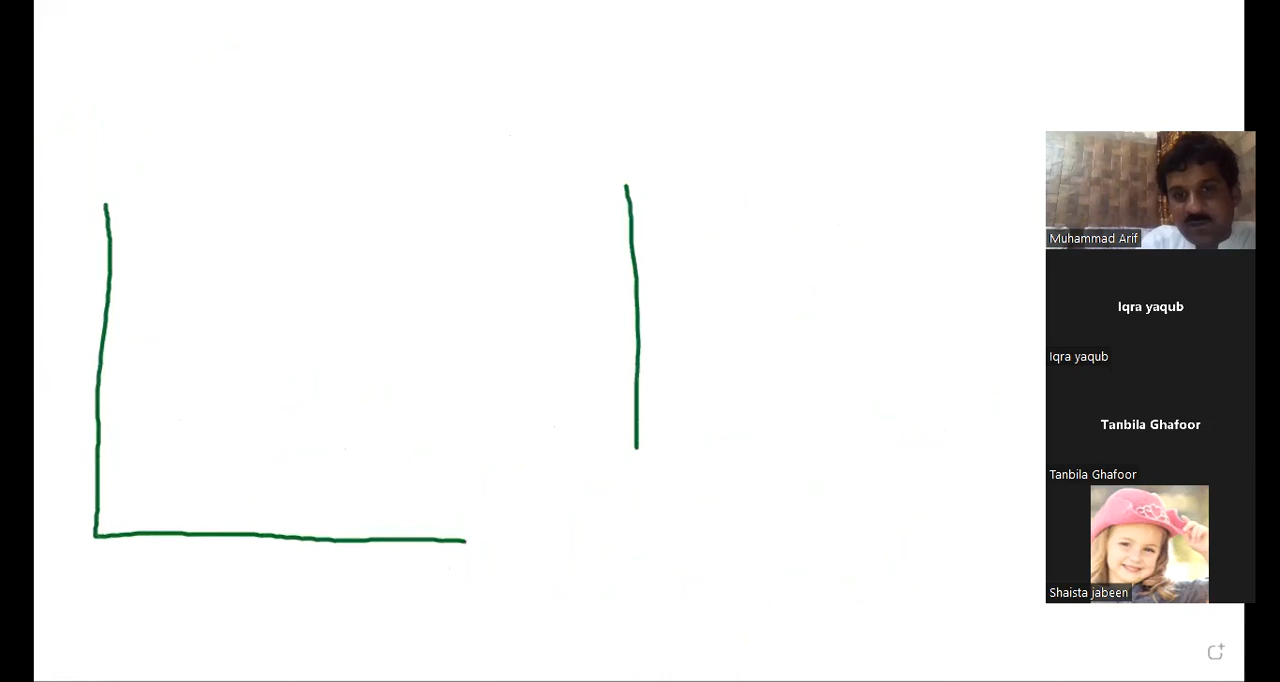 Muhammad Arif
Iqra yaqub
Iqra yaqub
Tanbila Ghafoor
Tanbila Ghafoor
Shaista jabeen